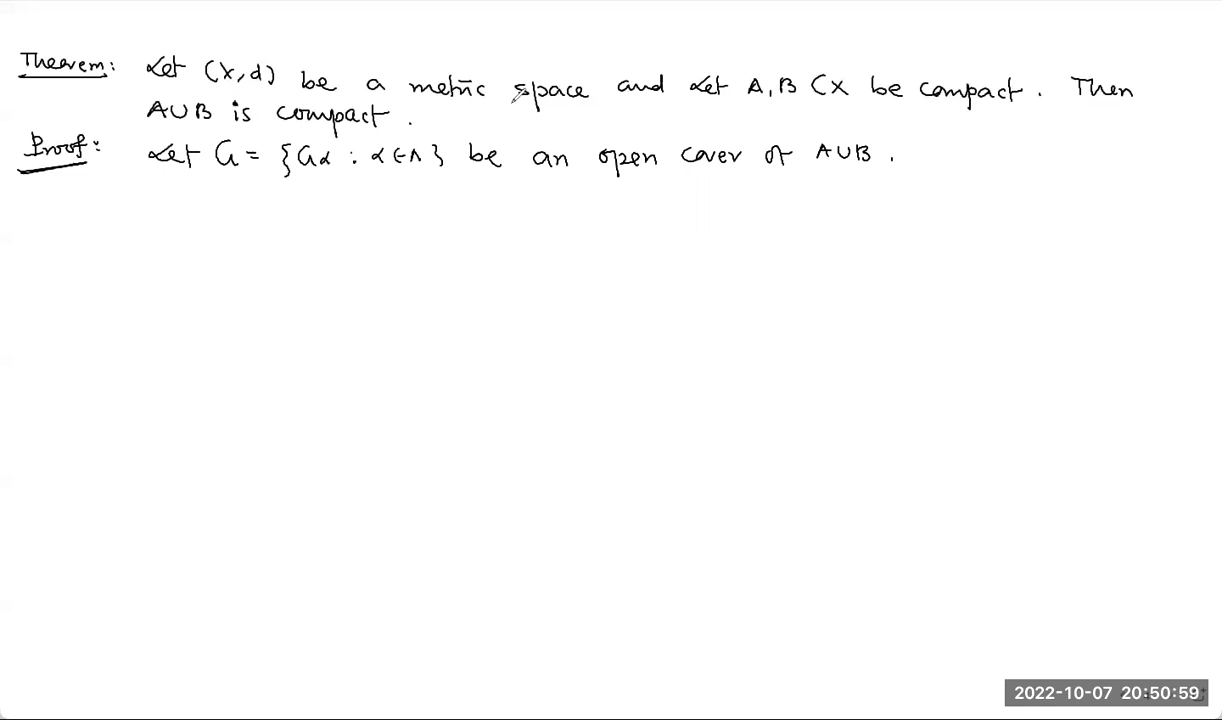 Theorem: Let (X, d) be a metric space and Let A, B ⊂ X be compact. Then
A∪B is compact.
Proof: Let G = {Gα : α ∈ Λ} be an open cover of A∪B.
2022-10-07 20:50:59